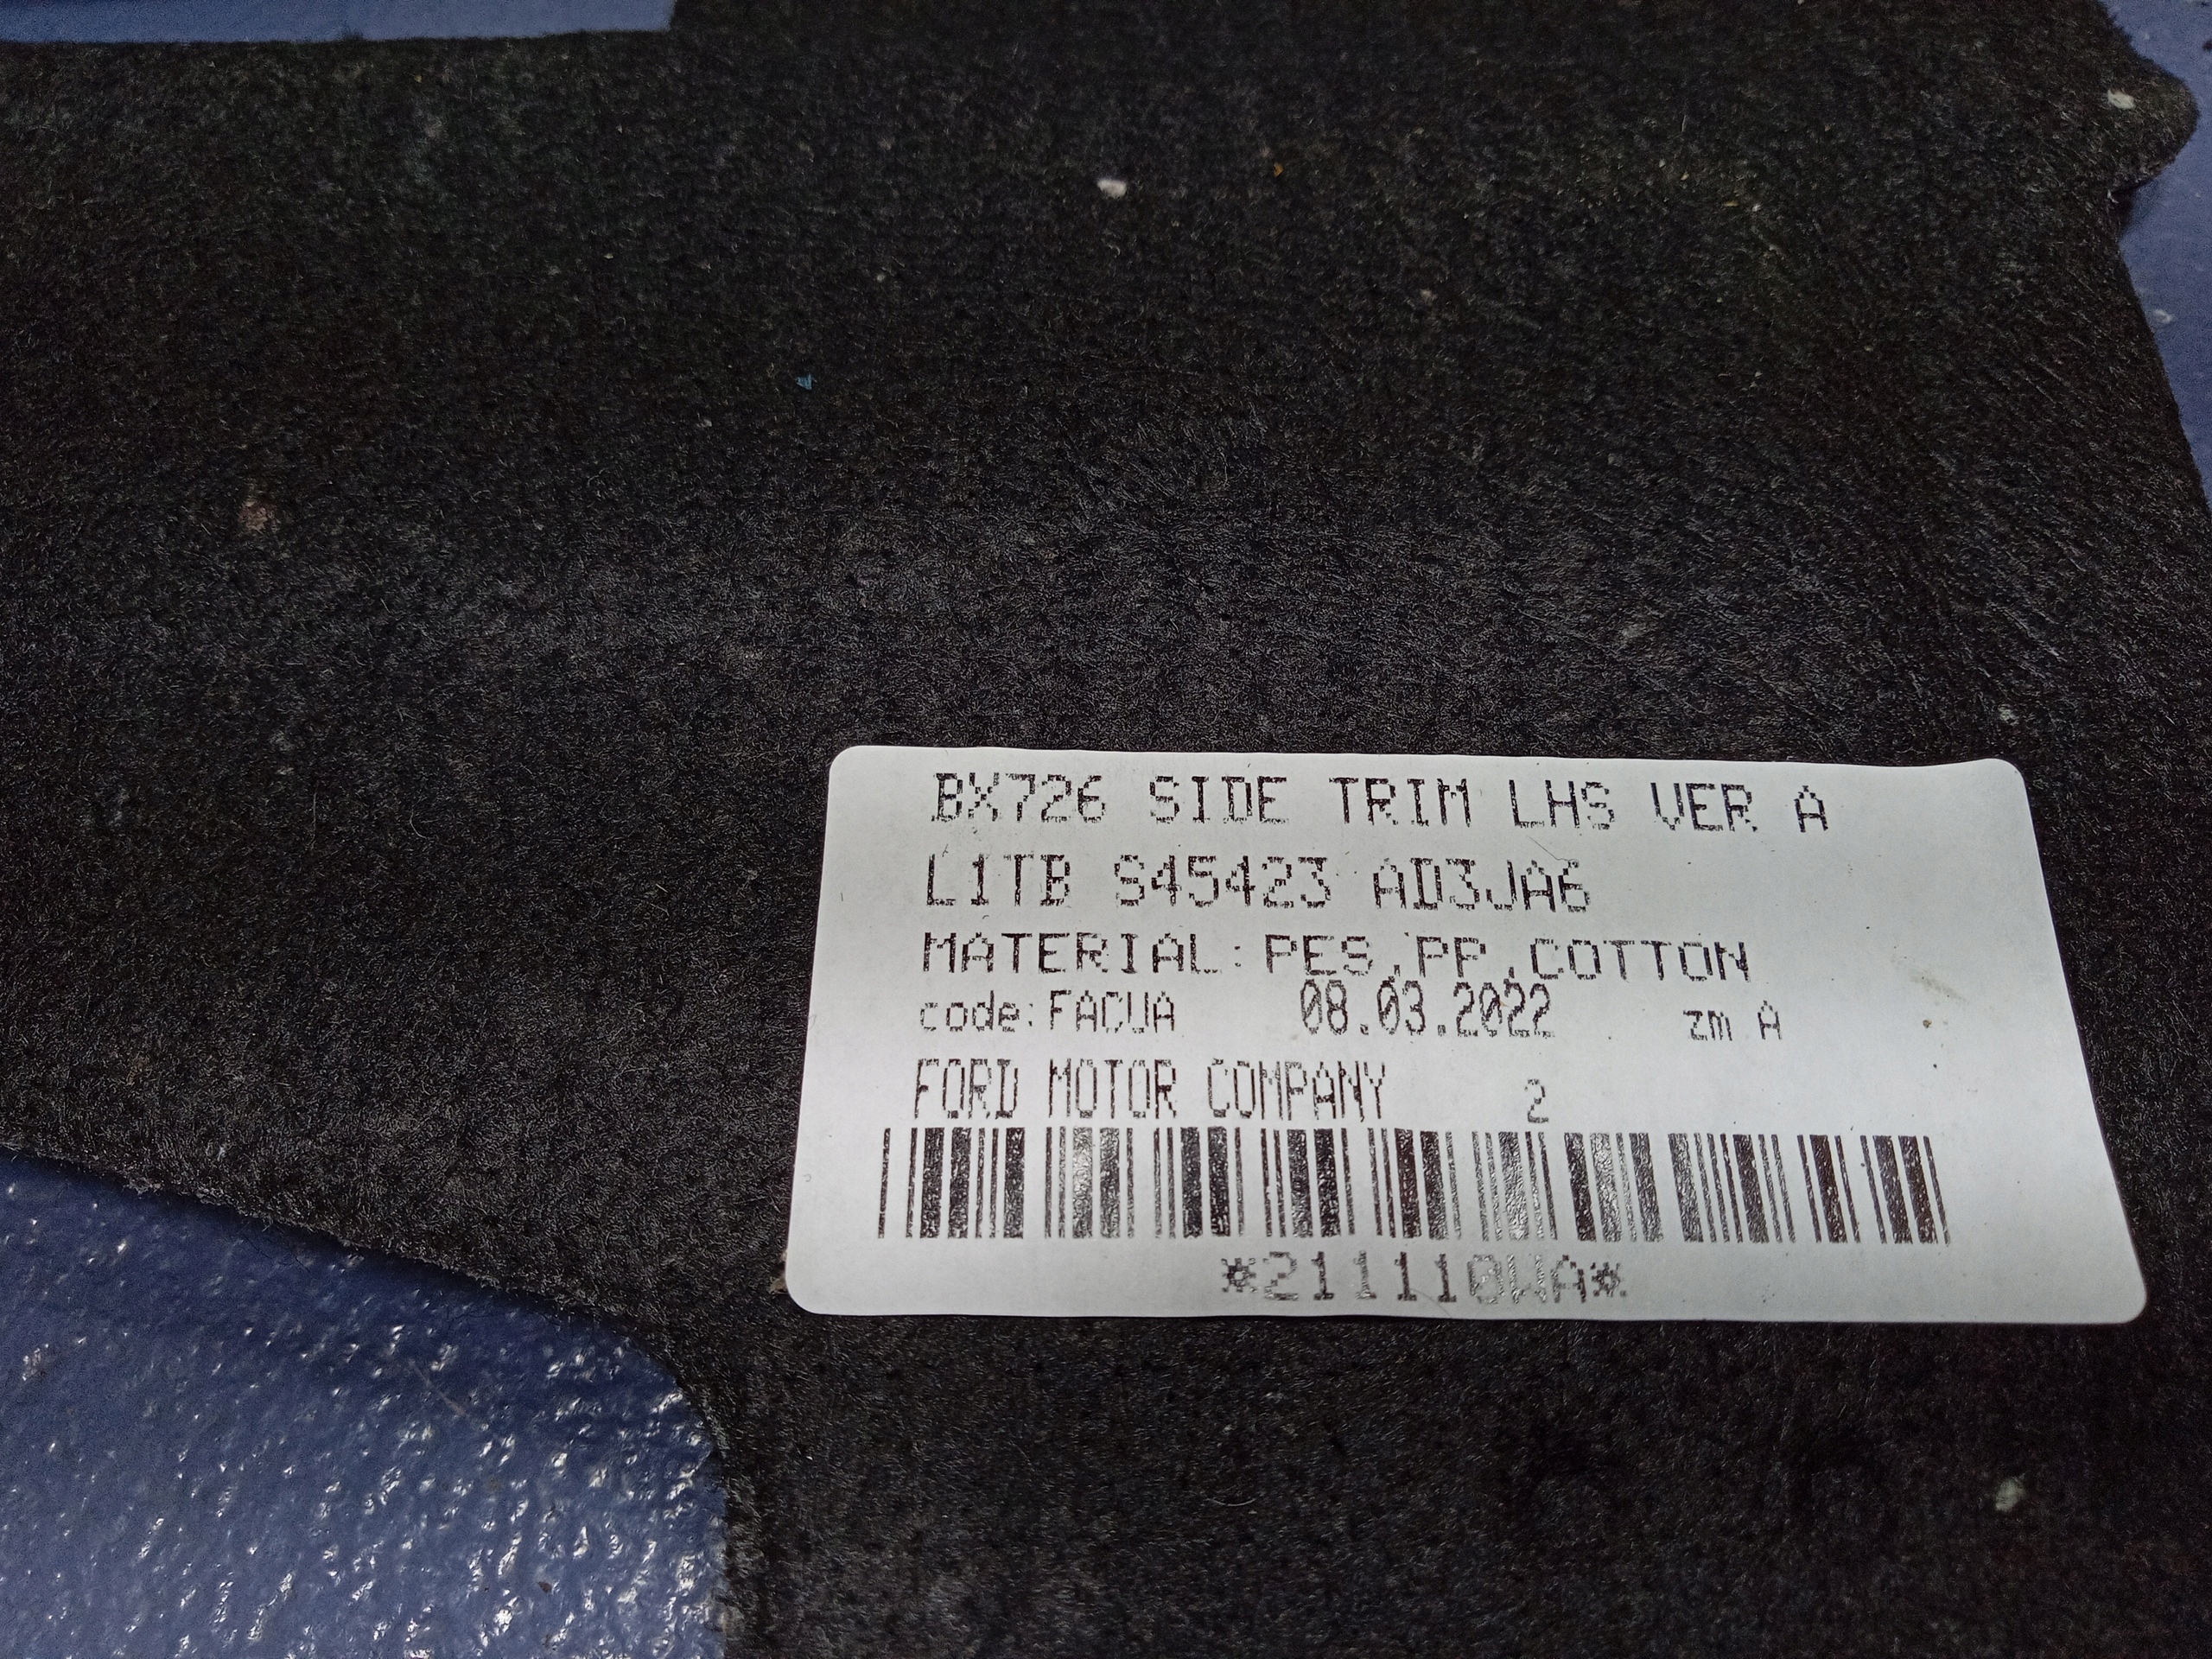 BX726 SIDE TRIM LHS VER A
L1TB S45423 AD3JA6
MATERIAL:PES,PP,COTTON
code:FACUA 08.03.2022 zm A
FORD MOTOR COMPANY 2
*2111110WA*